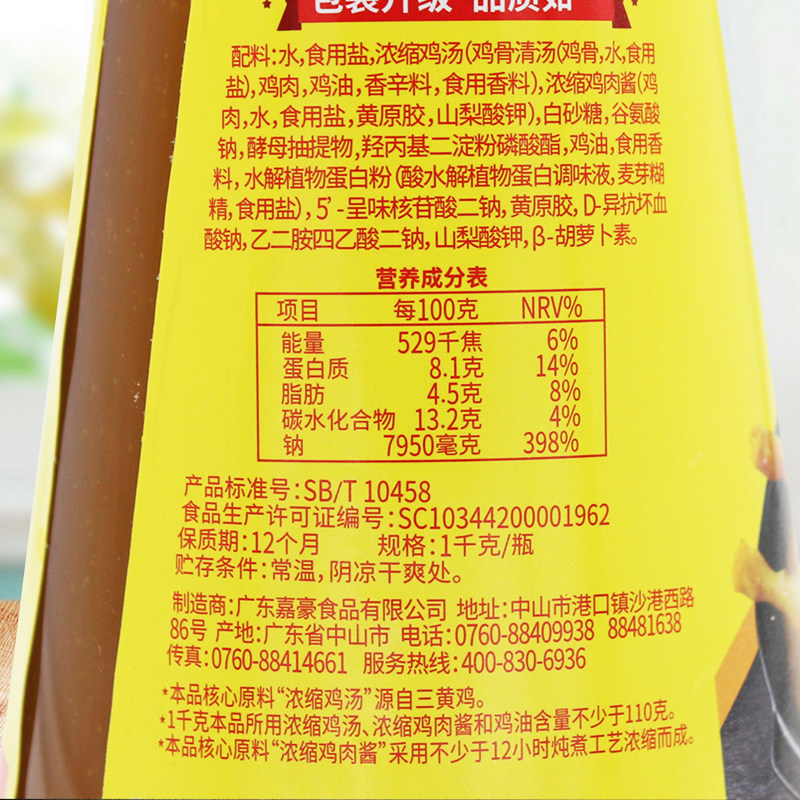 包装升级 品质如
配料:水,食用盐,浓缩鸡汤(鸡骨清汤(鸡骨,水,食用
盐),鸡肉,鸡油,香辛料,食用香料),浓缩鸡肉酱(鸡
肉,水,食用盐,黄原胶,山梨酸钾),白砂糖,谷氨酸
钠,酵母抽提物,羟丙基二淀粉磷酸酯,鸡油,食用香
料,水解植物蛋白粉(酸水解植物蛋白调味液,麦芽糊
精,食用盐),5’-呈味核苷酸二钠,黄原胶,D-异抗坏血
酸钠,乙二胺四乙酸二钠,山梨酸钾,β-胡萝卜素。
营养成分表
项目 每100克 NRV%
能量 529千焦 6%
蛋白质 8.1克 14%
脂肪 4.5克 8%
碳水化合物 13.2克 4%
钠 7950毫克 398%
产品标准号:SB/T 10458
食品生产许可证编号:SC10344200001962
保质期:12个月 规格:1千克/瓶
贮存条件:常温,阴凉干爽处。
制造商:广东嘉豪食品有限公司 地址:中山市港口镇沙港西路
86号 产地:广东省中山市 电话:0760-88409938 88481638
传真:0760-88414661 服务热线:400-830-6936
*本品核心原料“浓缩鸡汤”源自三黄鸡。
*1千克本品所用浓缩鸡汤、浓缩鸡肉酱和鸡油含量不少于110克。
*本品核心原料“浓缩鸡肉酱”采用不少于12小时炖煮工艺浓缩而成。